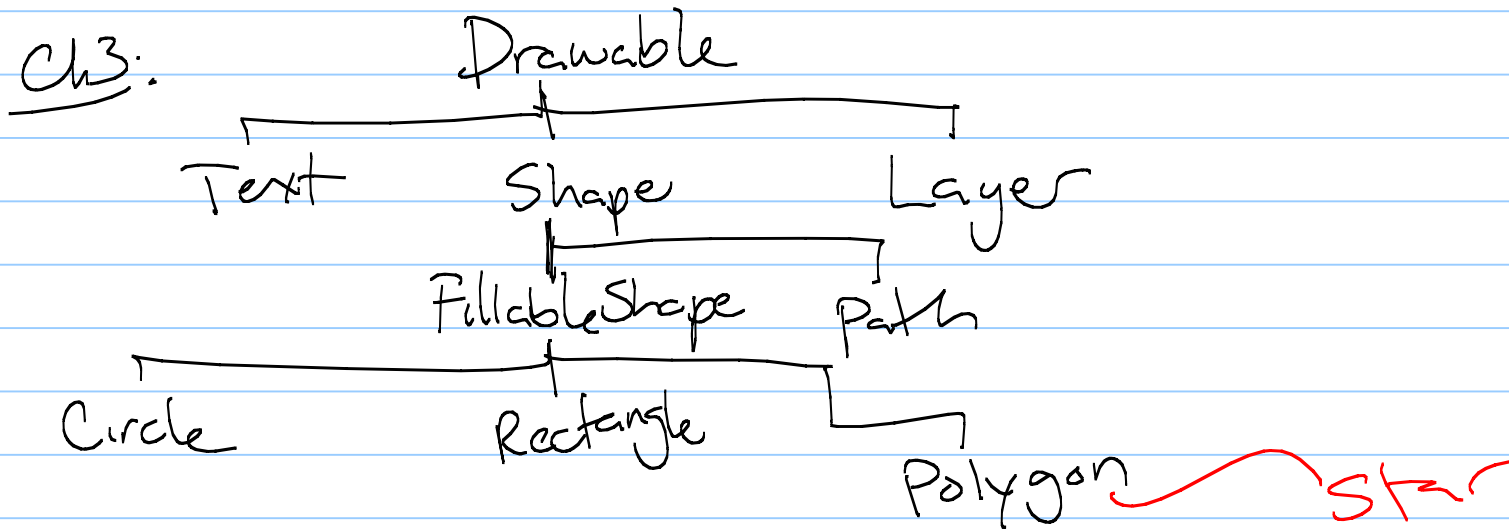 Ch3: Drawable
Text Shape Layer
FillableShape Path
Circle Rectangle
Polygon Star